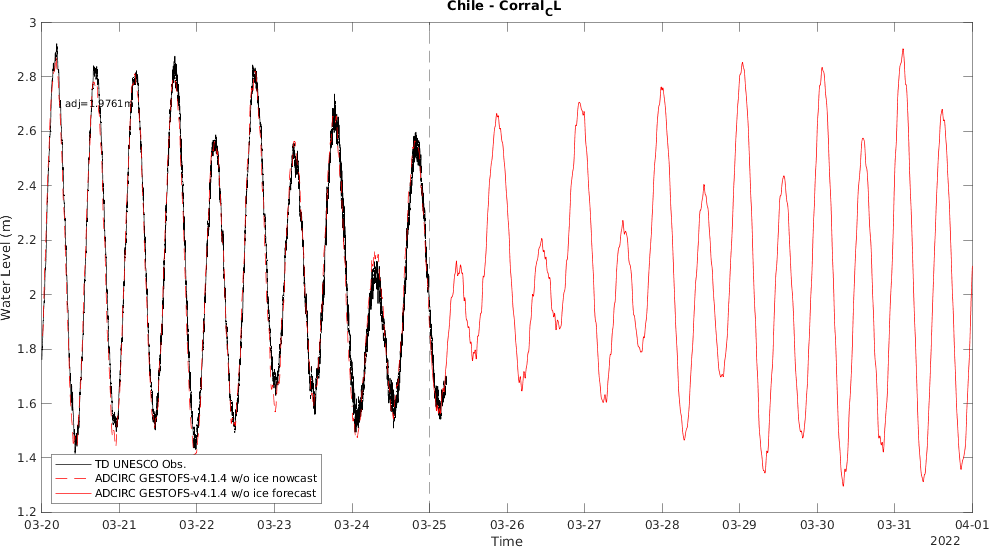 Chile - Corral_CL
3
2.8
2.6
2.4
2.2
2
1.8
1.6
1.4
1.2
Water Level (m)
adj=1.9761m
TD UNESCO Obs.
ADCIRC GESTOFS-v4.1.4 w/o ice nowcast
ADCIRC GESTOFS-v4.1.4 w/o ice forecast
03-20 03-21 03-22 03-23 03-24 03-25 03-26 03-27 03-28 03-29 03-30 03-31 04-01
Time
2022